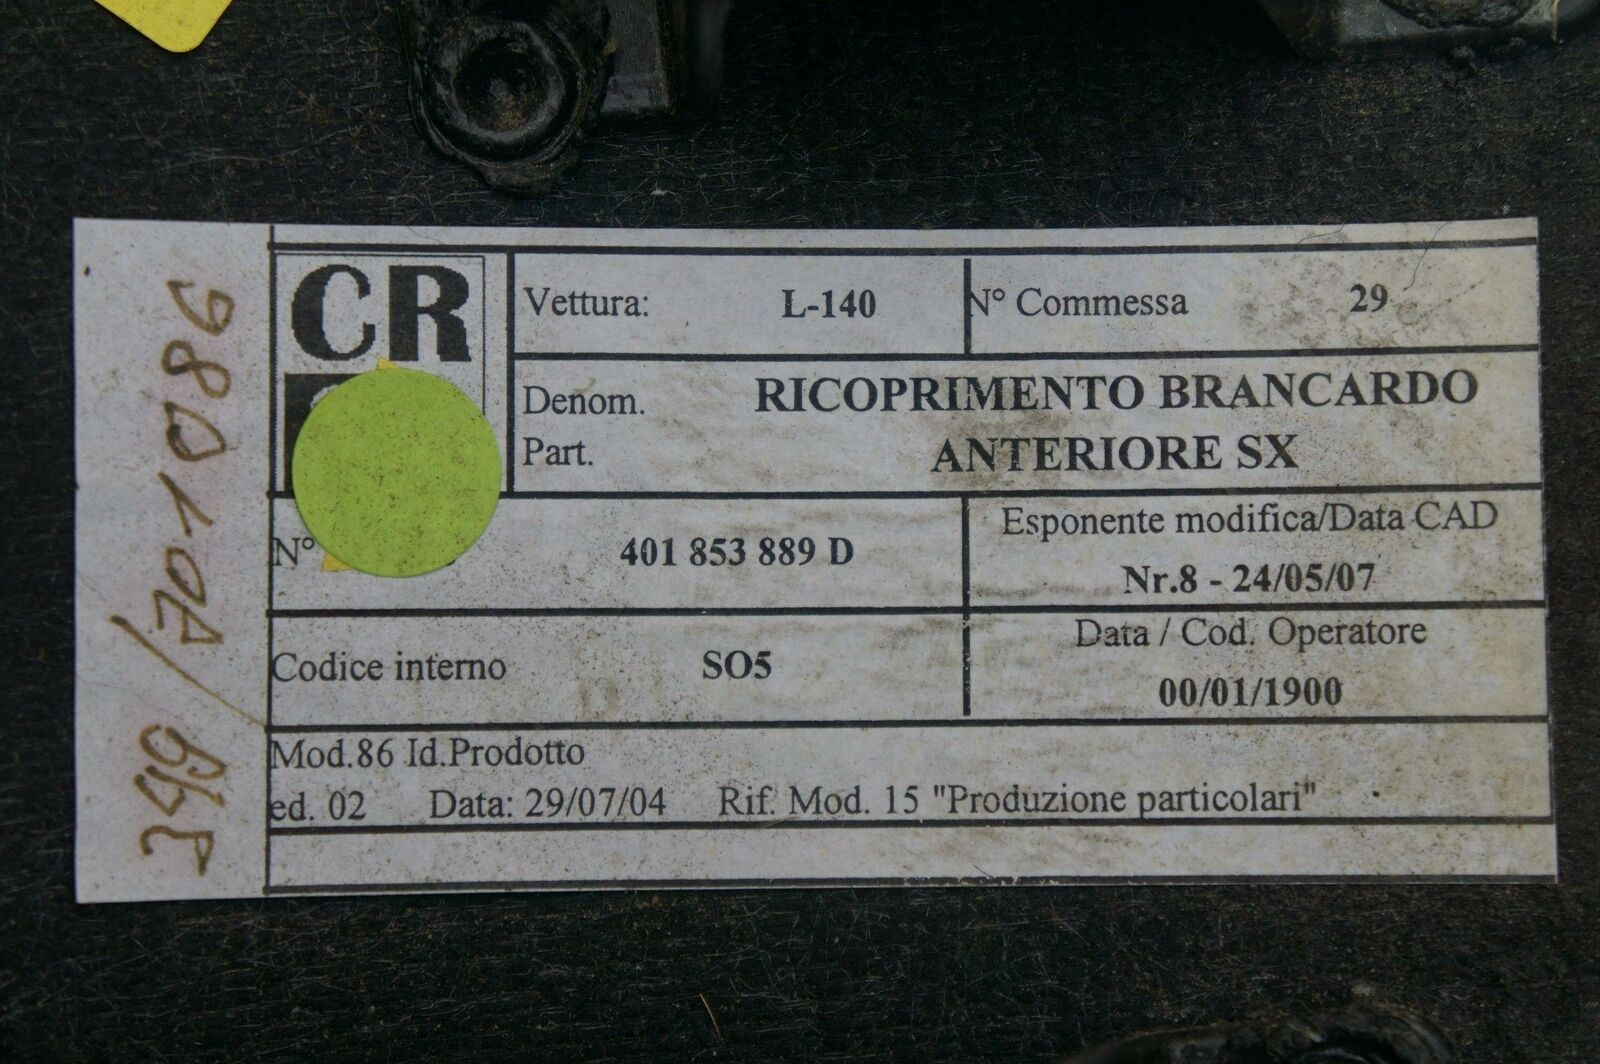 CR
Vettura: L-140 N° Commessa 29
Denom. Part. RICOPRIMENTO BRANCARDO
ANTERIORE SX
N° 401 853 889 D
Esponente modifica/Data CAD
Nr.8 - 24/05/07
Codice interno SO5
Data / Cod. Operatore
00/01/1900
Mod.86 Id.Prodotto
ed. 02 Data: 29/07/04 Rif. Mod. 15 "Produzione particolari"